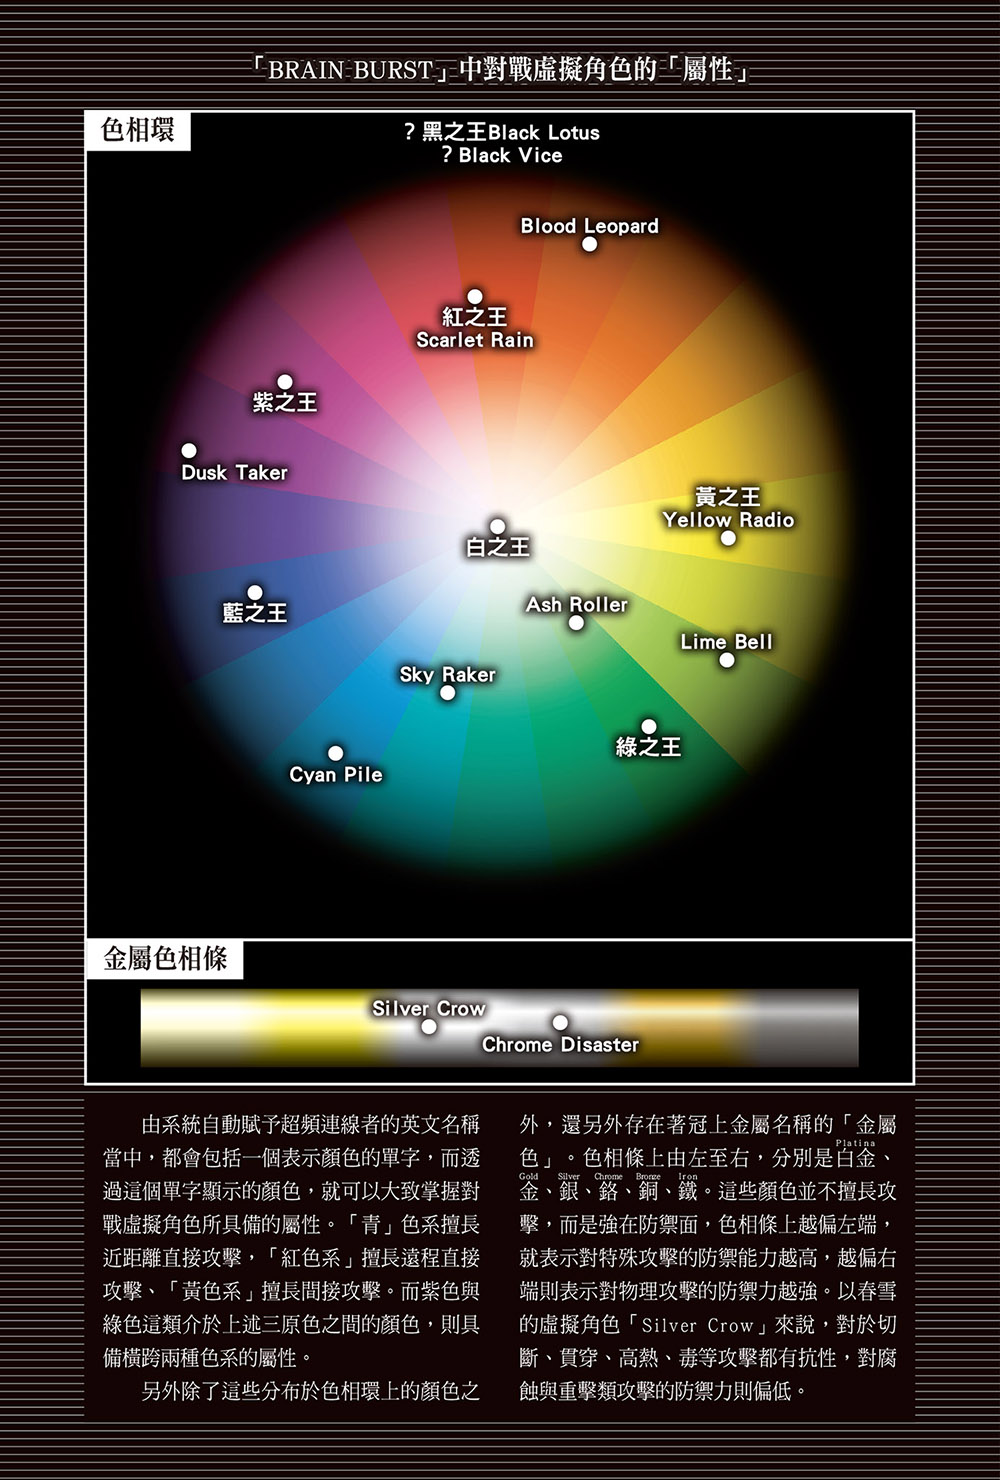 「BRAIN BURST」中對戰虛擬角色的「屬性」
色相環
？黑之王Black Lotus
？Black Vice
Blood Leopard
紅之王
Scarlet Rain
紫之王
Dusk Taker
黃之王
Yellow Radio
白之王
藍之王
Ash Roller
Lime Bell
Sky Raker
綠之王
Cyan Pile
金屬色相條
Silver Crow
Chrome Disaster
由系統自動賦予超頻連線者的英文名稱
當中，都會包括一個表示顏色的單字，而透
過這個單字顯示的顏色，就可以大致掌握對
戰虛擬角色所具備的屬性。「青」色系擅長
近距離直接攻擊，「紅色系」擅長遠程直接
攻擊、「黃色系」擅長間接攻擊。而紫色與
綠色這類介於上述三原色之間的顏色，則具
備橫跨兩種色系的屬性。
另外除了這些分布於色相環上的顏色之
外，還另外存在著冠上金屬名稱的「金屬
Platina
色」。色相條上由左至右，分別是白金、
Gold Silver Chrome Bronze Iron
金、銀、鉻、銅、鐵。這些顏色並不擅長攻
擊，而是強在防禦面，色相條上越偏左端，
就表示對特殊攻擊的防禦能力越高，越偏右
端則表示對物理攻擊的防禦力越強。以春雪
的虛擬角色「Silver Crow」來說，對於切
斷、貫穿、高熱、毒等攻擊都有抗性，對腐
蝕與重擊類攻擊的防禦力則偏低。